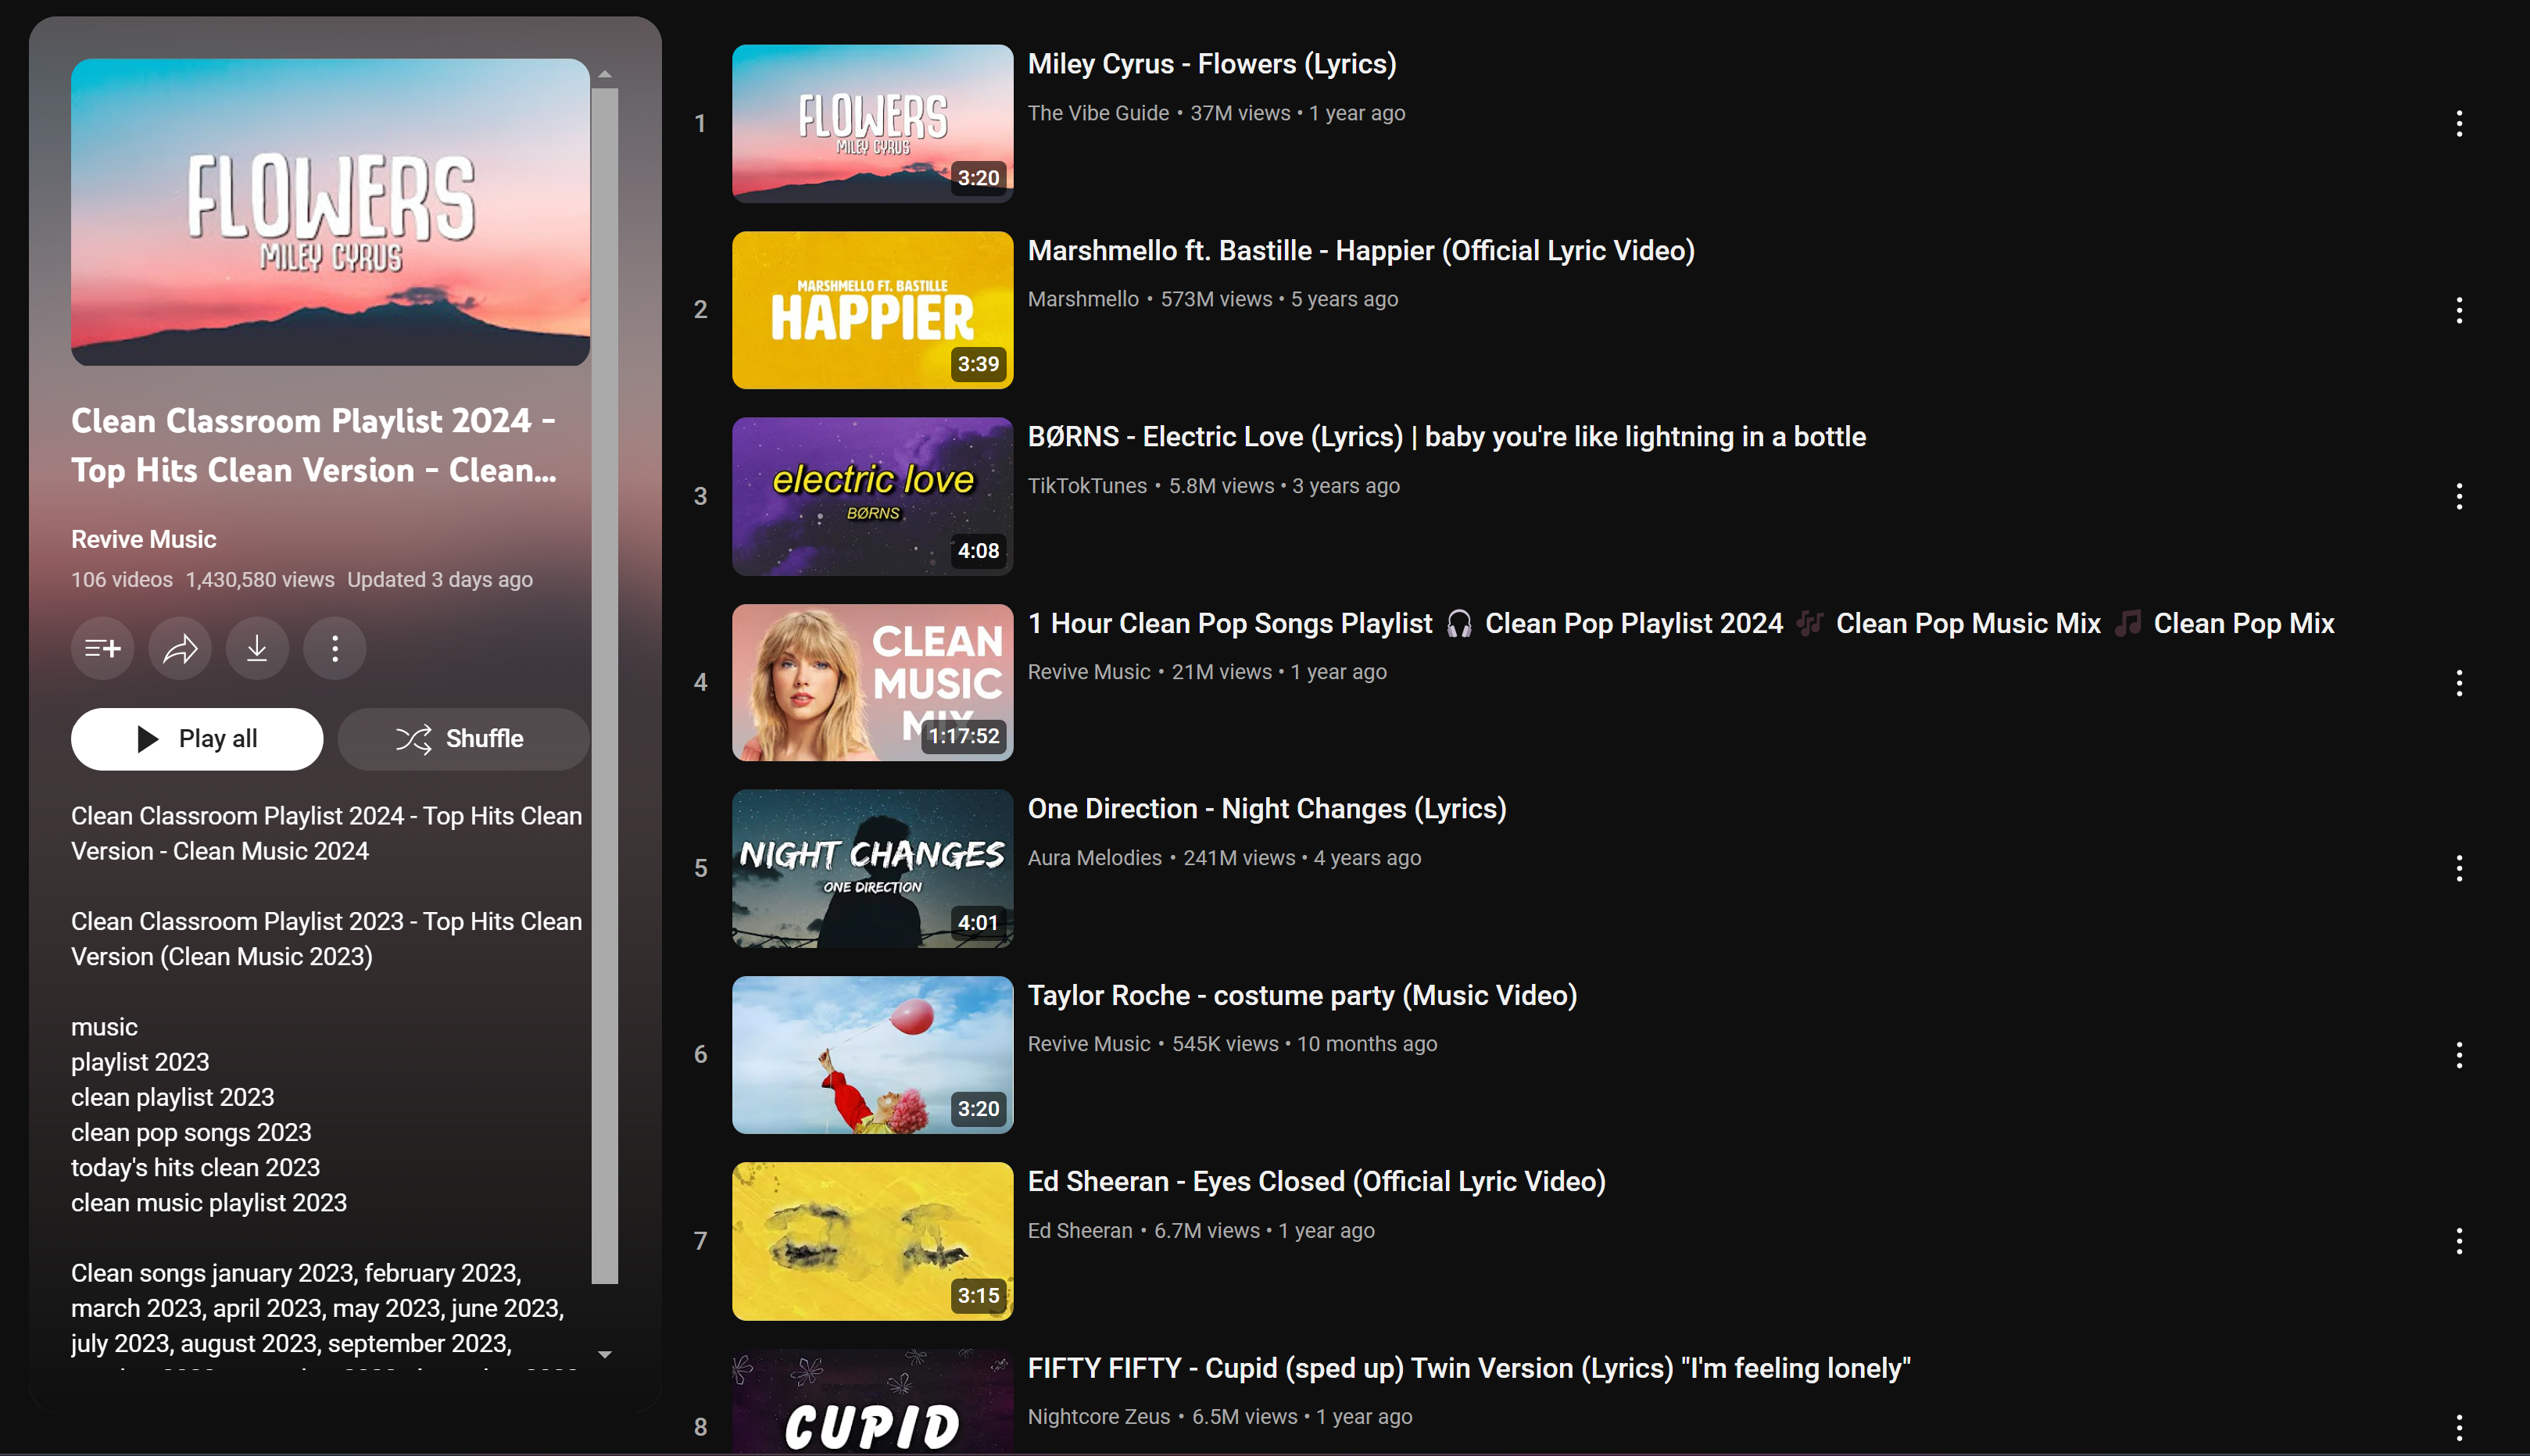 FLOWERS
MILEY CYRUS
Clean Classroom Playlist 2024 -
Top Hits Clean Version - Clean...
Revive Music
106 videos 1,430,580 views Updated 3 days ago
Play all
Shuffle
Clean Classroom Playlist 2024 - Top Hits Clean
Version - Clean Music 2024
Clean Classroom Playlist 2023 - Top Hits Clean
Version (Clean Music 2023)
music
playlist 2023
clean playlist 2023
clean pop songs 2023
today's hits clean 2023
clean music playlist 2023
Clean songs january 2023, february 2023,
march 2023, april 2023, may 2023, june 2023,
july 2023, august 2023, september 2023,
1
FLOWERS
MILEY CYRUS
3:20
Miley Cyrus - Flowers (Lyrics)
The Vibe Guide • 37M views • 1 year ago
2
MARSHMELLO FT. BASTILLE
HAPPIER
3:39
Marshmello ft. Bastille - Happier (Official Lyric Video)
Marshmello • 573M views • 5 years ago
3
electric love
BØRNS
4:08
BØRNS - Electric Love (Lyrics) | baby you're like lightning in a bottle
TikTokTunes • 5.8M views • 3 years ago
4
CLEAN
MUSIC
MIX
1:17:52
1 Hour Clean Pop Songs Playlist 🎧 Clean Pop Playlist 2024 🎶 Clean Pop Music Mix 🎵 Clean Pop Mix
Revive Music • 21M views • 1 year ago
5
NIGHT CHANGES
ONE DIRECTION
4:01
One Direction - Night Changes (Lyrics)
Aura Melodies • 241M views • 4 years ago
6
3:20
Taylor Roche - costume party (Music Video)
Revive Music • 545K views • 10 months ago
7
3:15
Ed Sheeran - Eyes Closed (Official Lyric Video)
Ed Sheeran • 6.7M views • 1 year ago
8
CUPID
FIFTY FIFTY - Cupid (sped up) Twin Version (Lyrics) "I'm feeling lonely"
Nightcore Zeus • 6.5M views • 1 year ago